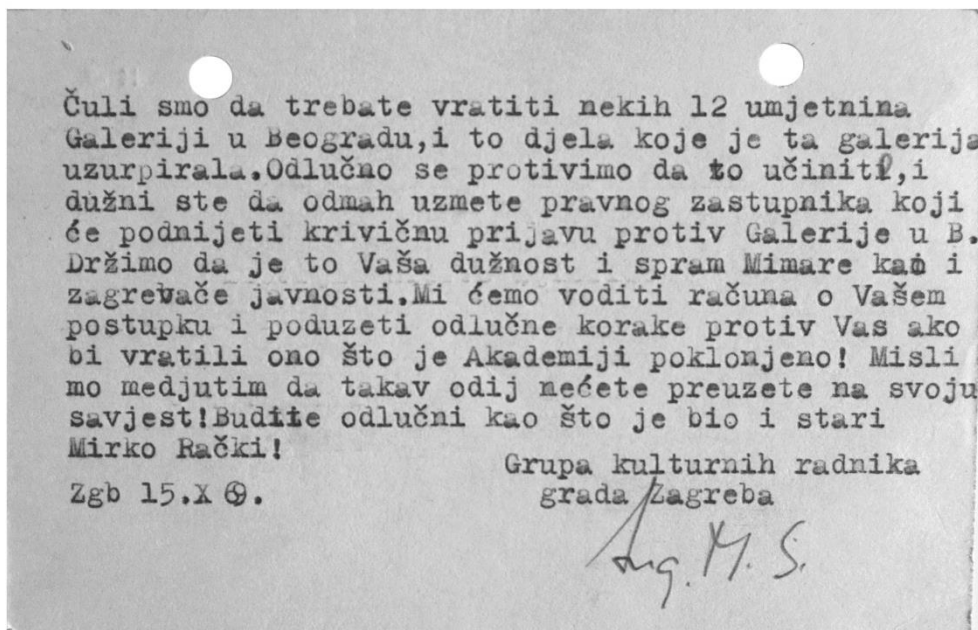 Čuli smo da trebate vratiti nekih 12 umjetnina
Galeriji u Beogradu,i to djela koje je ta galerija
uzurpirala.Odlučno se protivimo da to učiniti,i
dužni ste da odmah uzmete pravnog zastupnika koji
će podnijeti krivičnu prijavu protiv Galerije u B.
Držimo da je to Vaša dužnost i spram Mimare kao i
zagrevače javnosti.Mi ćemo voditi računa o Vašem
postupku i poduzeti odlučne korake protiv Vas ako
bi vratili ono što je Akademiji poklonjeno! Misli
mo medjutim da takav odij nećete preuzete na svoju
savjest!Budite odlučni kao što je bio i stari
Mirko Rački!
Grupa kulturnih radnika
grada Zagreba
Zgb 15.X
M. S.